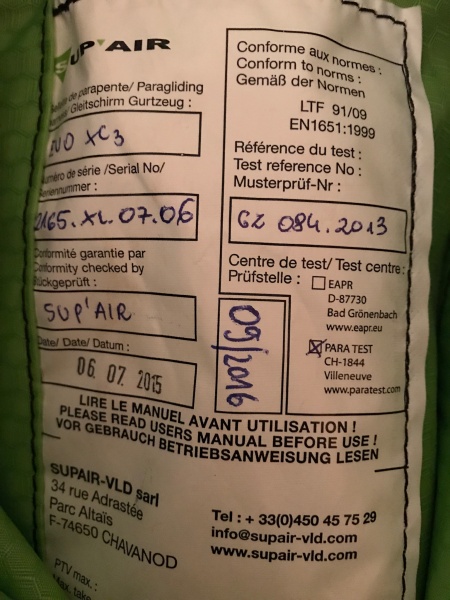 SUP'AIR
de parapente/ Paragliding
Gleitschirm Gurtzeug :
EVO XC3
Numéro de série /Serial No/
Seriennummer :
2165.XL.07.06
Conformité garantie par
Conformity checked by
Stückgeprüft :
SUP'AIR
Date/ Date/ Datum :
06 07 2015
Conforme aux normes :
Conform to norms :
Gemäß der Normen
LTF 91/09
EN1651:1999
Référence du test :
Test reference No :
Musterprüf-Nr :
GZ 084.2013
Centre de test/ Test centre:
Prüfstelle :
EAPR
D-87730
Bad Grönenbach
www.eapr.eu
PARA TEST
CH-1844
Villeneuve
www.paratest.com
09/2016
LIRE LE MANUEL AVANT UTILISATION !
PLEASE READ USERS MANUAL BEFORE USE !
VOR GEBRAUCH BETRIEBSANWEISUNG LESEN
SUPAIR-VLD sarl
34 rue Adrastée
Parc Altaïs
F-74650 CHAVANOD
Tel : + 33(0)450 45 75 29
info@supair-vld.com
www.supair-vld.com
PTV max. :
Max. take